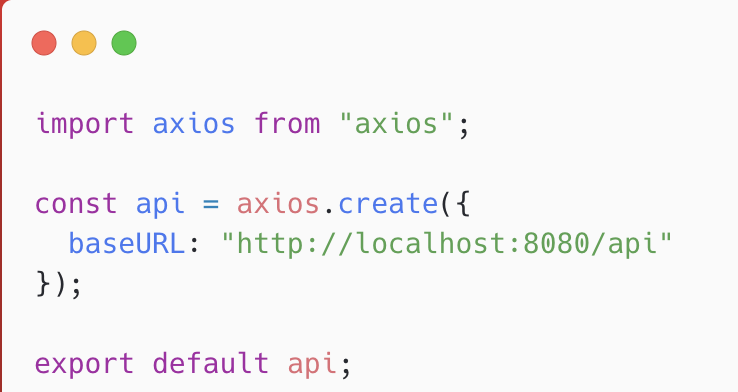 import axios from "axios";
const api = axios.create({
  baseURL: "http://localhost:8080/api"
});
export default api;